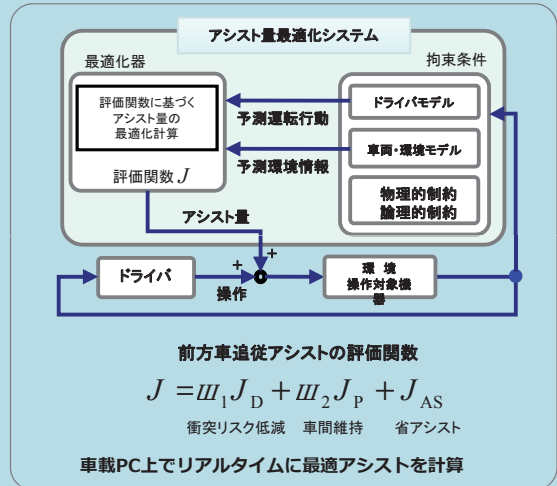 アシスト量最適化システム
最適化器
拘束条件
評価関数に基づく
アシスト量の
最適化計算
評価関数 J
予測運転行動
予測環境情報
ドライバモデル
車両・環境モデル
物理的制約
論理的制約
アシスト量
+
+
ドライバ
操作
環 境
操作対象機
器
前方車追従アシストの評価関数
J =ш₁J_D +ш₂J_P + J_AS
衝突リスク低減 車間維持 省アシスト
車載PC上でリアルタイムに最適アシストを計算